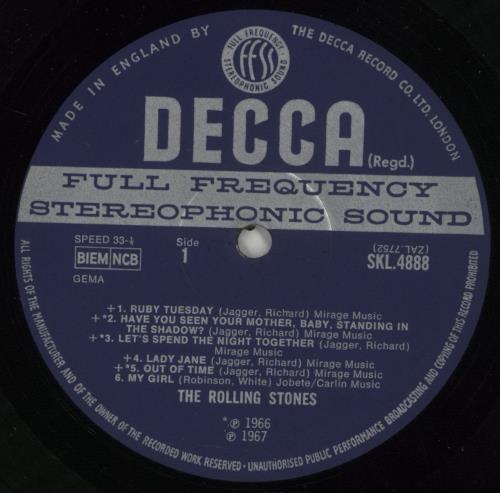 MADE IN ENGLAND BY THE DECCA RECORD CO., LTD. LONDON
FULL FREQUENCY
ffss
STEREOPHONIC SOUND
DECCA
(Regd.)
FULL FREQUENCY
STEREOPHONIC SOUND
SPEED 33-⅓
Side
(ZAL.7752)
BIEM NCB
1
SKL.4888
GEMA
+1. RUBY TUESDAY (Jagger, Richard) Mirage Music
+*2. HAVE YOU SEEN YOUR MOTHER, BABY, STANDING IN
THE SHADOW? (Jagger, Richard) Mirage Music
+*3. LET'S SPEND THE NIGHT TOGETHER (Jagger, Richard)
Mirage Music
+4. LADY JANE (Jagger, Richard) Mirage Music
+*5. OUT OF TIME (Jagger, Richard) Mirage Music
6. MY GIRL (Robinson, White) Jobete/Carlin Music
THE ROLLING STONES
*℗ 1966
℗ 1967
ALL RIGHTS OF THE MANUFACTURER AND OF THE OWNER OF THE RECORDED WORK RESERVED · UNAUTHORISED PUBLIC PERFORMANCE BROADCASTING AND COPYING OF THIS RECORD PROHIBITED